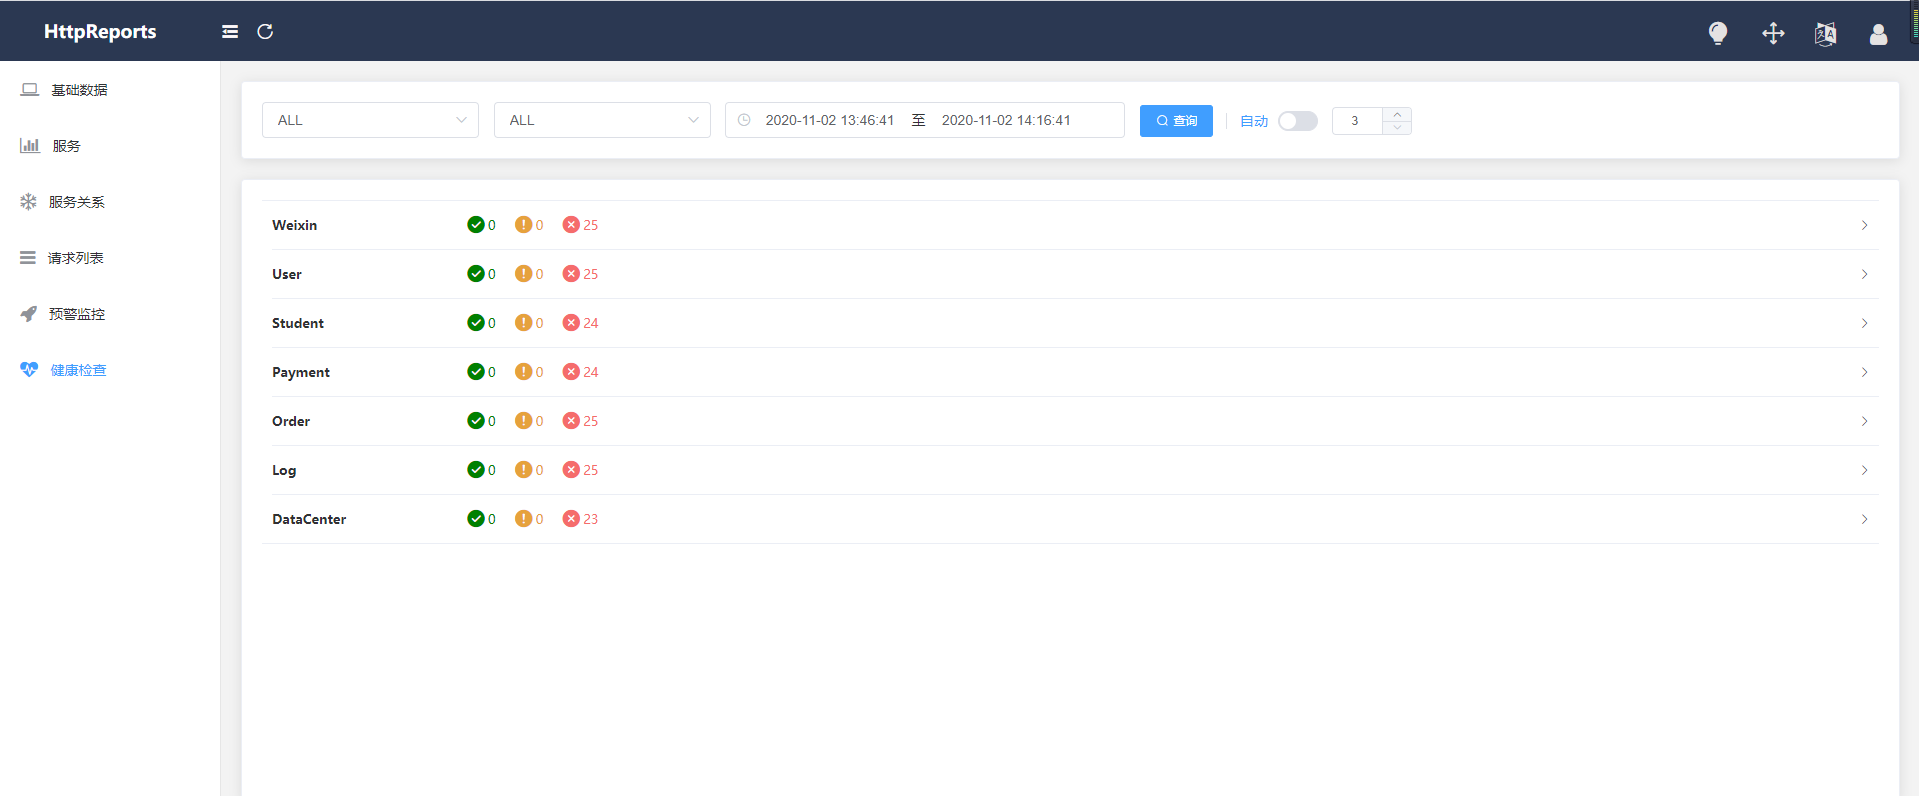 HttpReports
基础数据
服务
服务关系
请求列表
预警监控
健康检查
ALL ALL 2020-11-02 13:46:41 至 2020-11-02 14:16:41 查询 自动 3
Weixin 0 0 25
User 0 0 25
Student 0 0 24
Payment 0 0 24
Order 0 0 25
Log 0 0 25
DataCenter 0 0 23